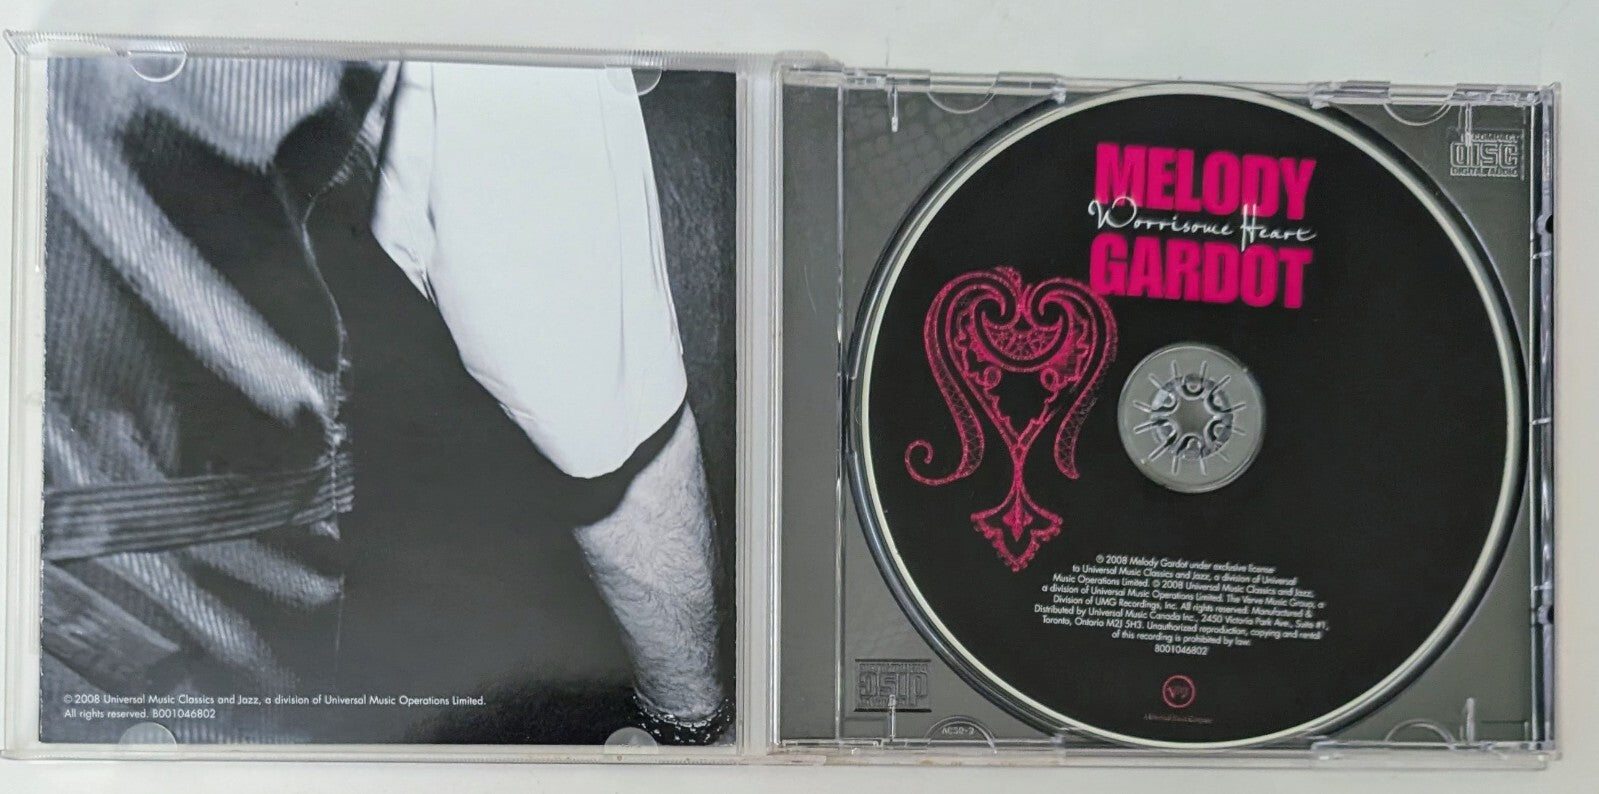 © 2008 Universal Music Classics and Jazz, a division of Universal Music Operations Limited.
All rights reserved. B001046802
MELODY
Worrisome Heart
GARDOT
℗ 2008 Melody Gardot under exclusive license
to Universal Music Classics and Jazz, a division of Universal
Music Operations Limited. © 2008 Universal Music Classics and Jazz,
a division of Universal Music Operations Limited. The Verve Music Group, a
Division of UMG Recordings, Inc. All rights reserved. Manufactured &
Distributed by Universal Music Canada Inc., 2450 Victoria Park Ave., Suite #1,
Toronto, Ontario M2J 5H3. Unauthorized reproduction, copying and rental
of this recording is prohibited by law.
B001046802
COMPACT
disc
DIGITAL AUDIO